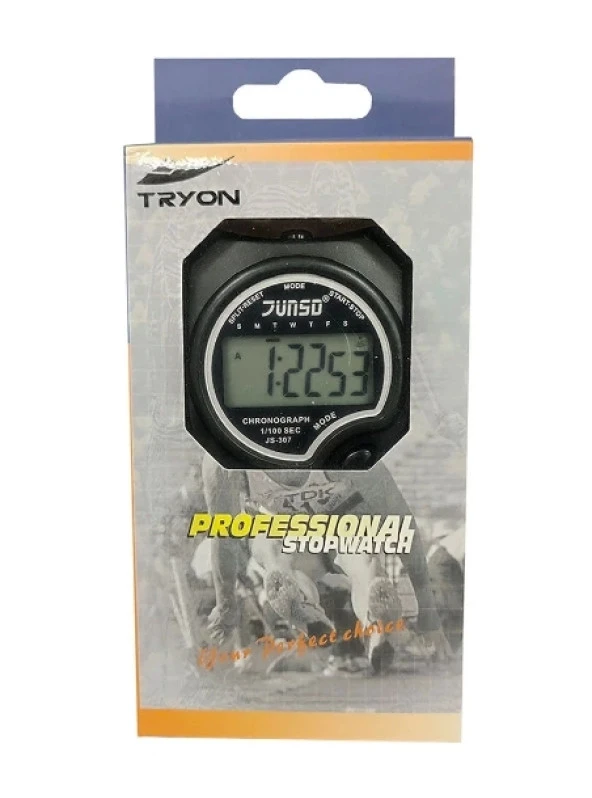 TRYON
MODE
SPLIT-RESET
START-STOP
JUNSD®
S M T W T F S
A
1:2253
CHRONOGRAPH
1/100 SEC
JS-307
MODE
TDK
PROFESSIONAL
STOPWATCH
Your Perfect choice